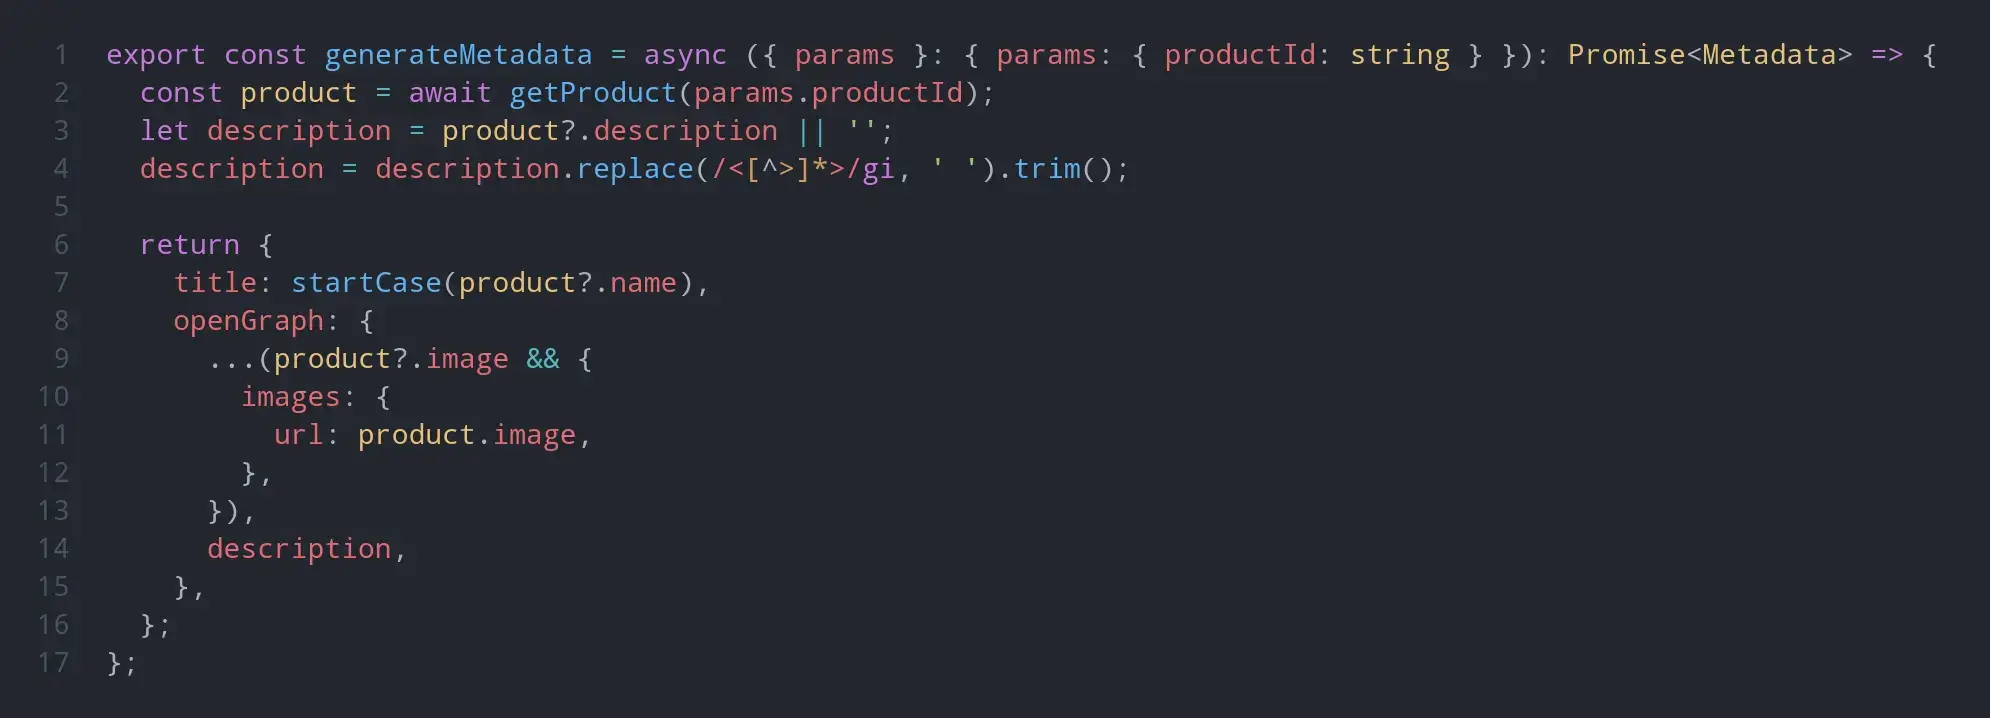 1 export const generateMetadata = async ({ params }: { params: { productId: string } }): Promise<Metadata> => {
2   const product = await getProduct(params.productId);
3   let description = product?.description || '';
4   description = description.replace(/<[^>]*>/gi, ' ').trim();
5
6   return {
7     title: startCase(product?.name),
8     openGraph: {
9       ...(product?.image && {
10         images: {
11           url: product.image,
12         },
13       }),
14       description,
15     },
16   };
17 };